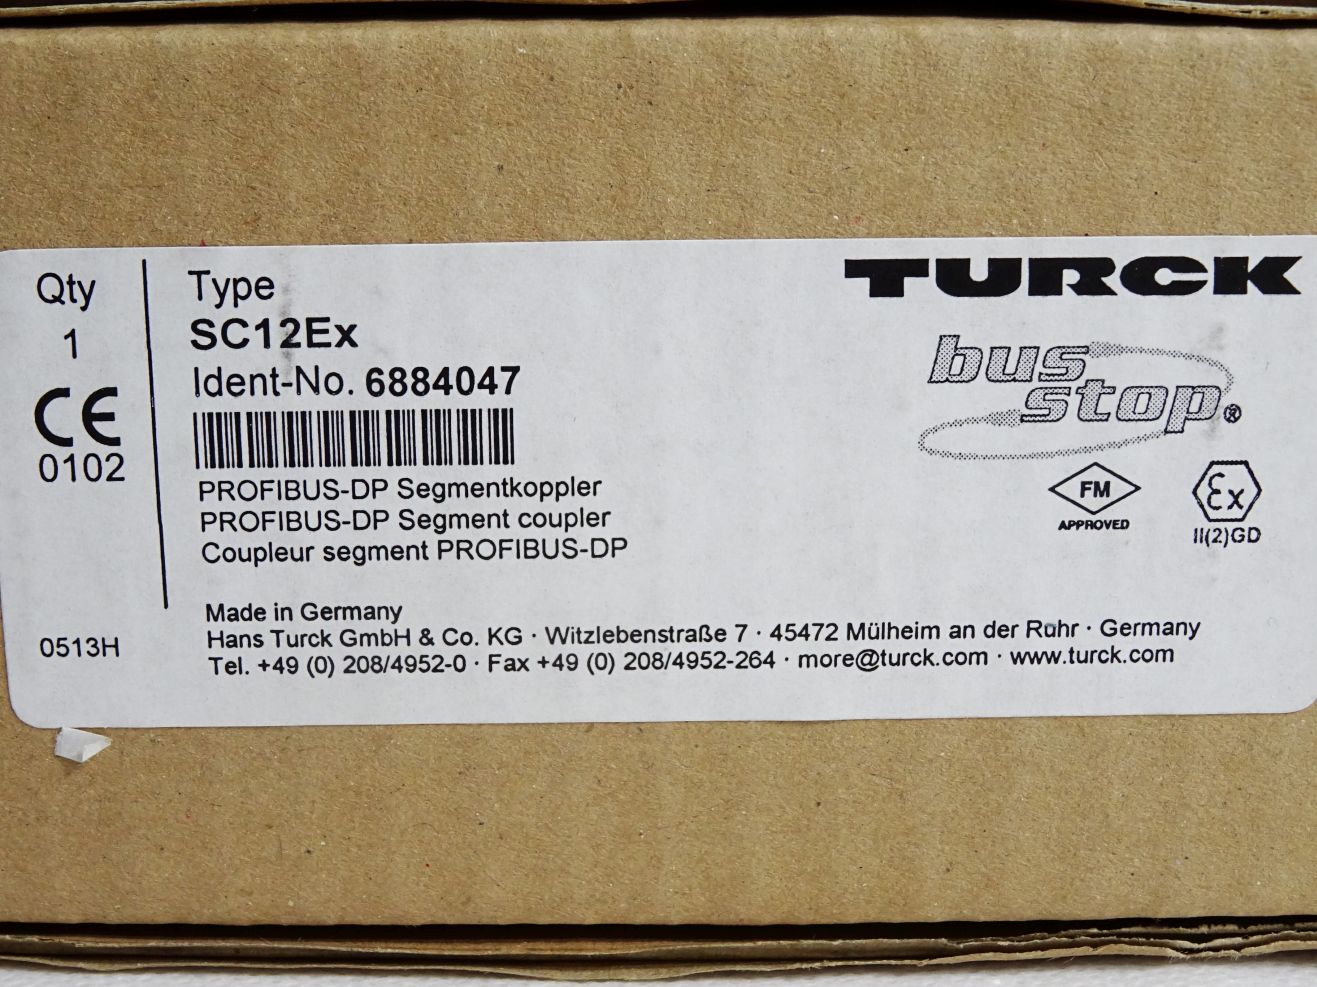 Qty
1
CE
0102
0513H
Type
SC12Ex
Ident-No. 6884047
PROFIBUS-DP Segmentkoppler
PROFIBUS-DP Segment coupler
Coupleur segment PROFIBUS-DP
Made in Germany
Hans Turck GmbH & Co. KG · Witzlebenstraße 7 · 45472 Mülheim an der Ruhr · Germany
Tel. +49 (0) 208/4952-0 · Fax +49 (0) 208/4952-264 · more@turck.com · www.turck.com
TURCK
bus
stop®
FM
APPROVED
Ex
II(2)GD